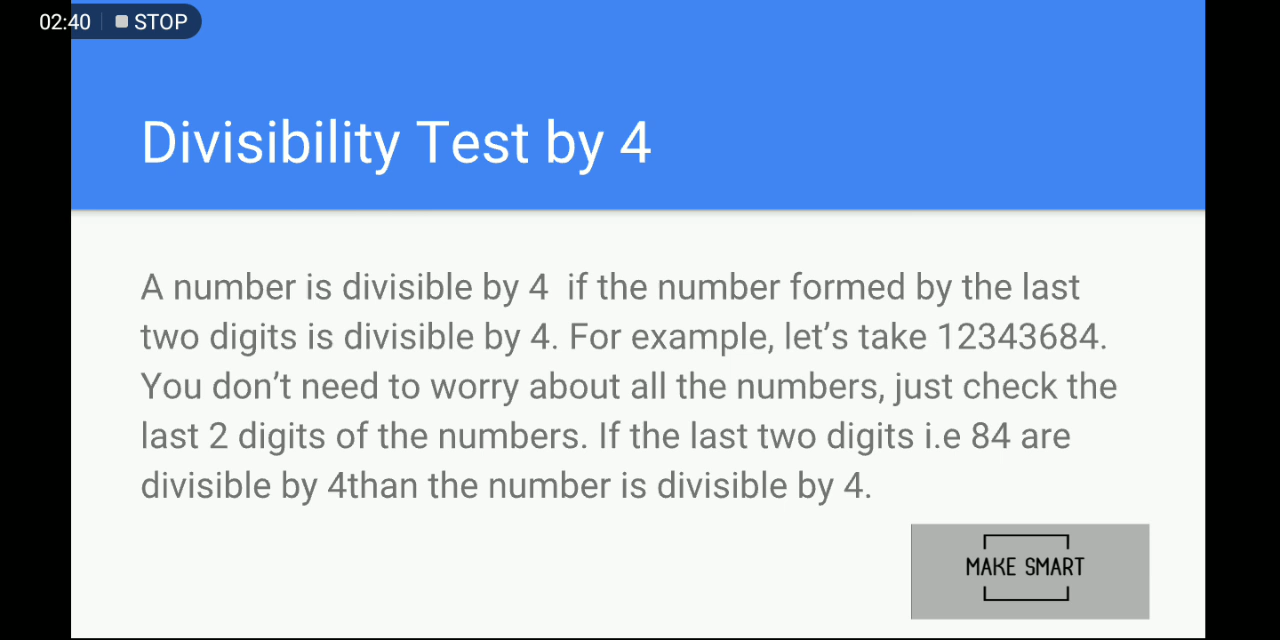 02:40 STOP
Divisibility Test by 4
A number is divisible by 4  if the number formed by the last
two digits is divisible by 4. For example, let’s take 12343684.
You don’t need to worry about all the numbers, just check the
last 2 digits of the numbers. If the last two digits i.e 84 are
divisible by 4than the number is divisible by 4.
MAKE SMART